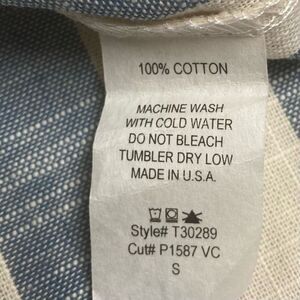 100% COTTON
MACHINE WASH
WITH COLD WATER
DO NOT BLEACH
TUMBLER DRY LOW
MADE IN U.S.A.
Style# T30289
Cut# P1587 VC
S